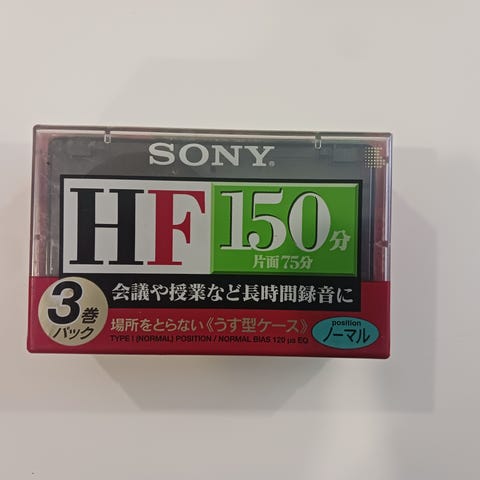 SONY®
HF 150分
片面75分
会議や授業など長時間録音に
3巻パック
場所をとらない《うす型ケース》
TYPE I (NORMAL) POSITION / NORMAL BIAS 120 μs EQ
position
ノーマル